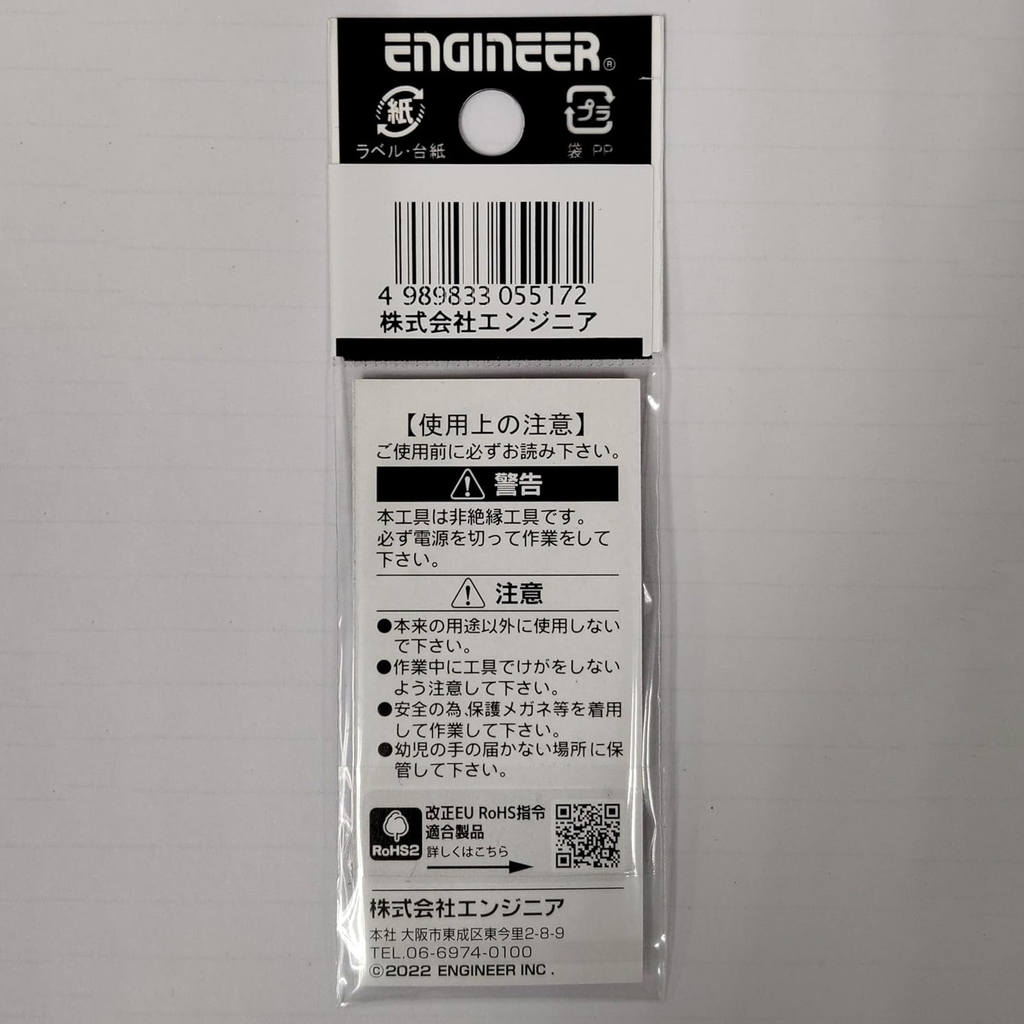 ENGINEER®
紙
プラ
ラベル・台紙
袋 PP
4 989833 055172
株式会社エンジニア
【使用上の注意】
ご使用前に必ずお読み下さい。
警告
本工具は非絶縁工具です。
必ず電源を切って作業をして
下さい。
注意
●本来の用途以外に使用しない
で下さい。
●作業中に工具でけがをしない
よう注意して下さい。
●安全の為、保護メガネ等を着用
して作業して下さい。
●幼児の手の届かない場所に保
管して下さい。
RoHS2
改正EU RoHS指令
適合製品
詳しくはこちら
株式会社エンジニア
本社 大阪市東成区東今里2-8-9
TEL.06-6974-0100
©2022 ENGINEER INC.